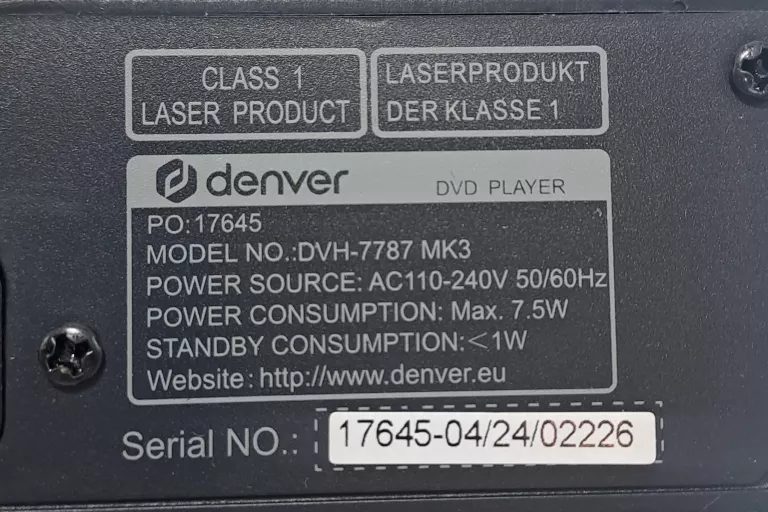 CLASS 1
LASER PRODUCT
LASERPRODUKT
DER KLASSE 1
denver DVD PLAYER
PO:17645
MODEL NO.:DVH-7787 MK3
POWER SOURCE: AC110-240V 50/60Hz
POWER CONSUMPTION: Max. 7.5W
STANDBY CONSUMPTION:<1W
Website:http://www.denver.eu
Serial NO.: 17645-04/24/02226